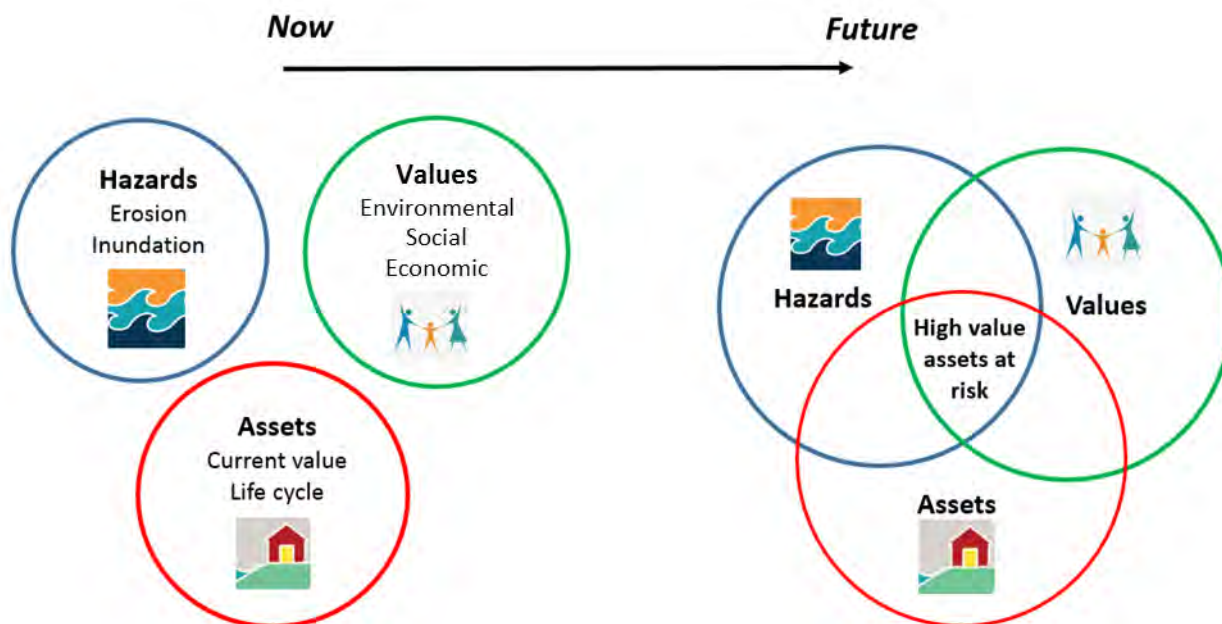 Now
Future
Hazards
Erosion
Inundation
Values
Environmental
Social
Economic
Assets
Current value
Life cycle
Hazards
Values
High value
assets at
risk
Assets